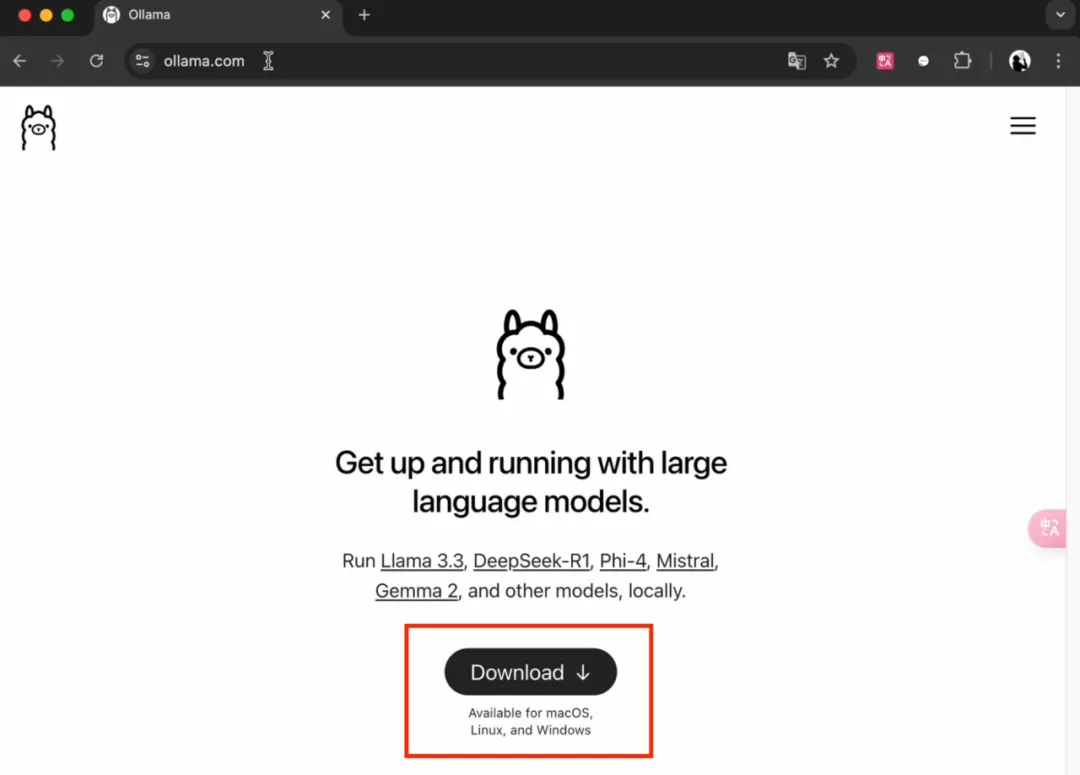 Ollama
ollama.com
Get up and running with large
language models.
Run Llama 3.3, DeepSeek-R1, Phi-4, Mistral,
Gemma 2, and other models, locally.
Download ↓
Available for macOS,
Linux, and Windows